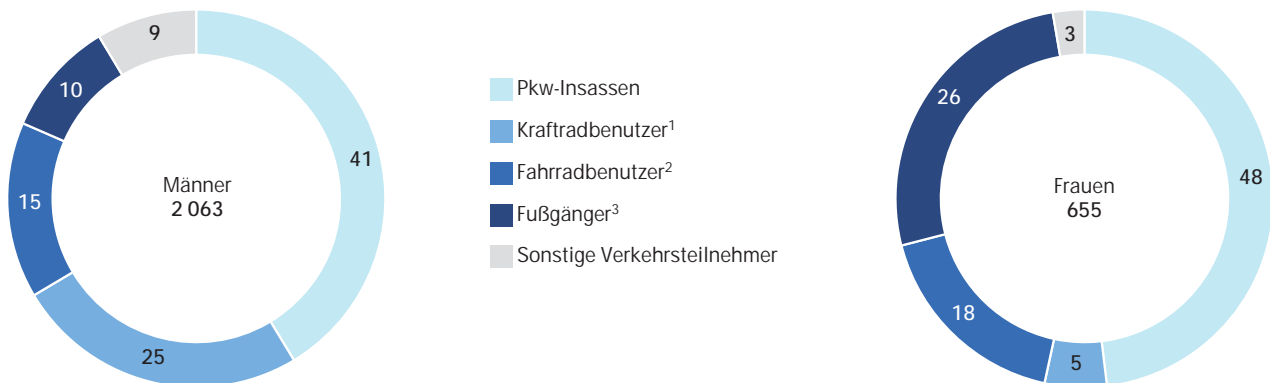 9
10
15
25
41
Männer
2 063
Pkw-Insassen
Kraftradbenutzer¹
Fahrradbenutzer²
Fußgänger³
Sonstige Verkehrsteilnehmer
3
26
18
5
48
Frauen
655